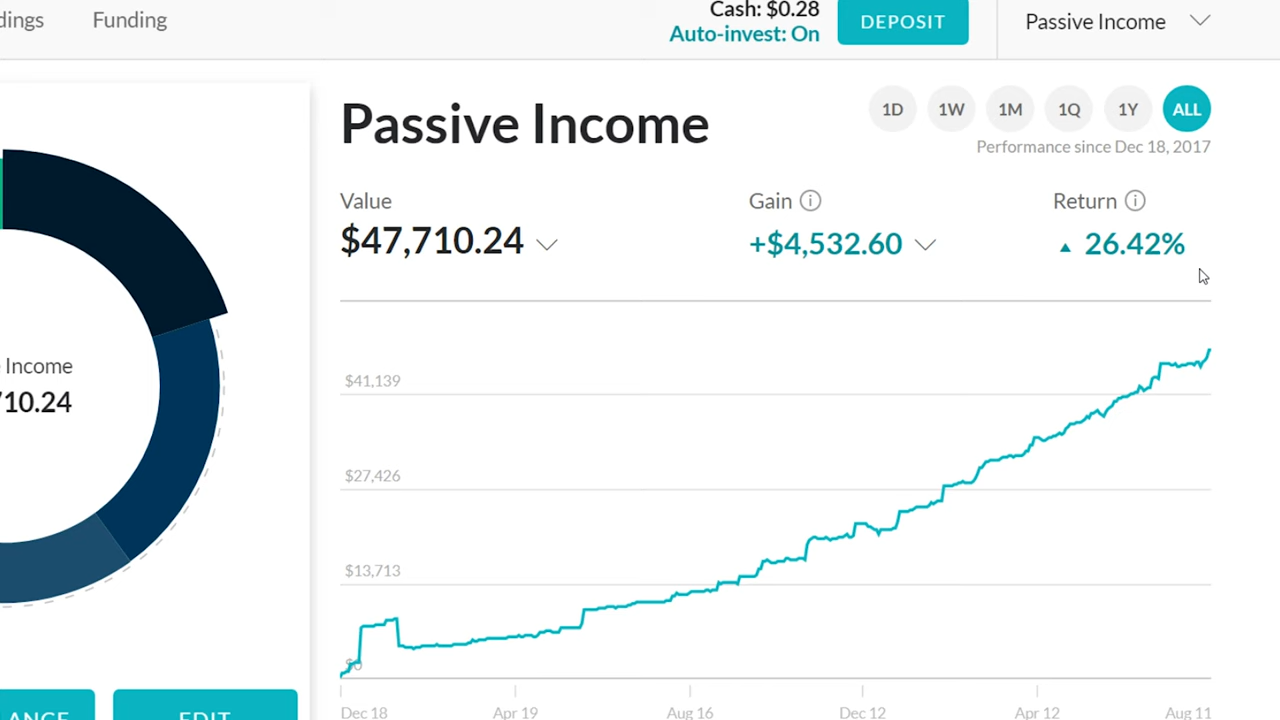 Funding
Cash: $0.28
Auto-invest: On
DEPOSIT
Passive Income
Passive Income
1D 1W 1M 1Q 1Y ALL
Performance since Dec 18, 2017
Value
$47,710.24
Gain
+$4,532.60
Return
▲ 26.42%
Income
710.24
$41,139
$27,426
$13,713
$0
Dec 18 Apr 19 Aug 16 Dec 12 Apr 12 Aug 11
EDIT